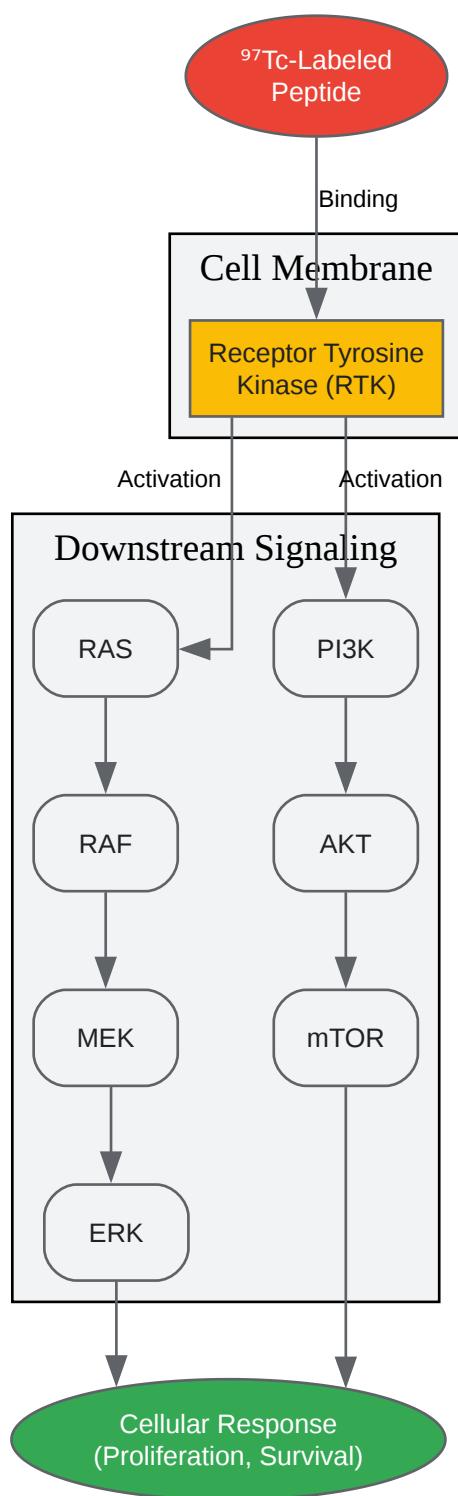 ⁹⁷Tc-Labeled
Peptide
Binding
Cell Membrane
Receptor Tyrosine
Kinase (RTK)
Activation
Activation
Downstream Signaling
RAS
PI3K
RAF
AKT
MEK
mTOR
ERK
Cellular Response
(Proliferation, Survival)